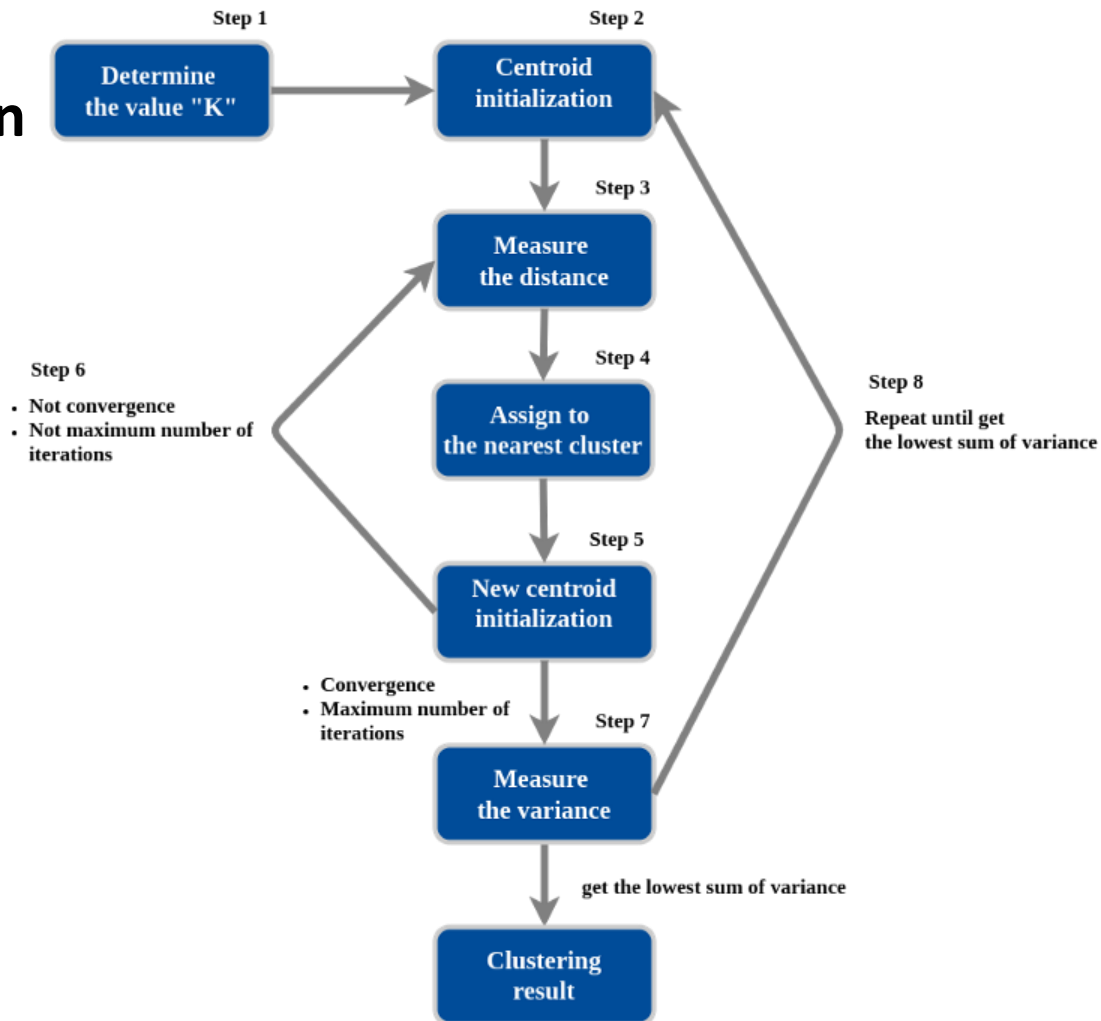 Step 1
Determine
the value "K"
n
Step 2
Centroid
initialization
Step 3
Measure
the distance
Step 4
Assign to
the nearest cluster
Step 5
New centroid
initialization
Step 6
• Not convergence
• Not maximum number of
iterations
• Convergence
• Maximum number of
iterations
Step 7
Measure
the variance
Step 8
Repeat until get
the lowest sum of variance
get the lowest sum of variance
Clustering
result